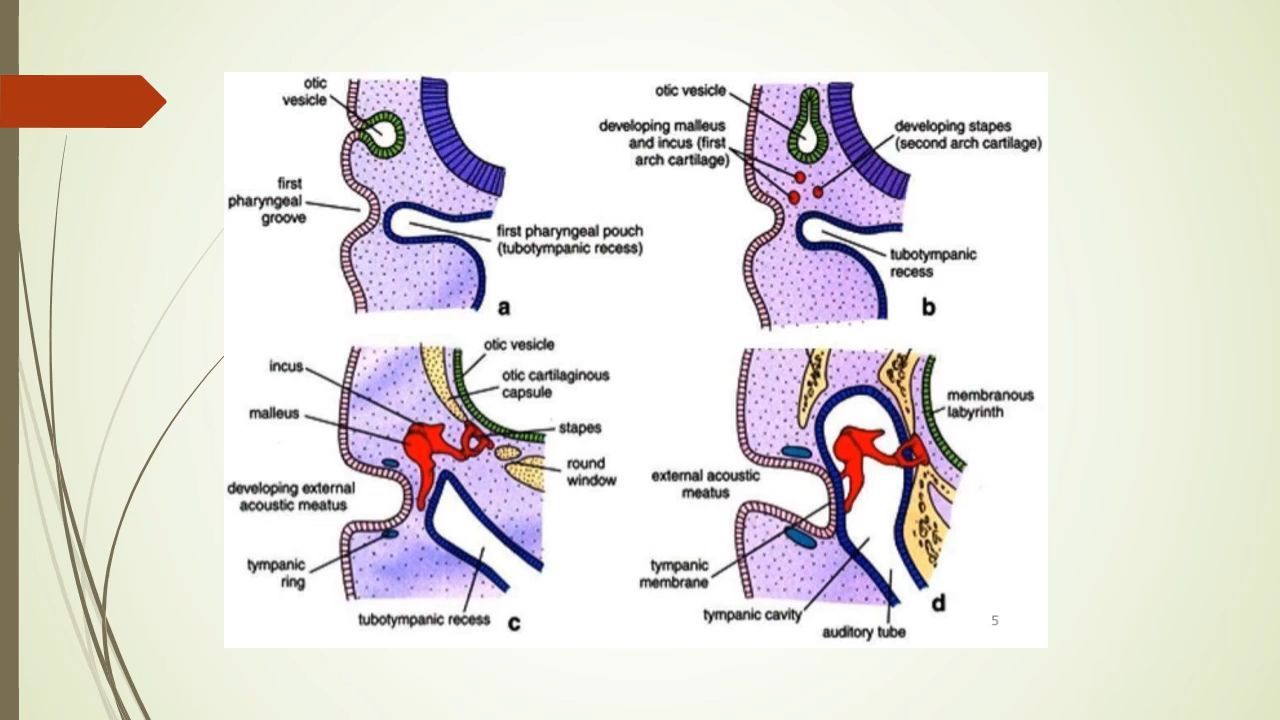 otic
vesicle
first
pharyngeal
groove
first pharyngeal pouch
(tubotympanic recess)
a
otic vesicle
developing malleus
and incus (first
arch cartilage)
developing stapes
(second arch cartilage)
tubotympanic
recess
b
otic vesicle
incus
otic cartilaginous
capsule
malleus
stapes
round
window
developing external
acoustic meatus
tympanic
ring
tubotympanic recess
c
membranous
labyrinth
external acoustic
meatus
tympanic
membrane
tympanic cavity
auditory tube
d
5